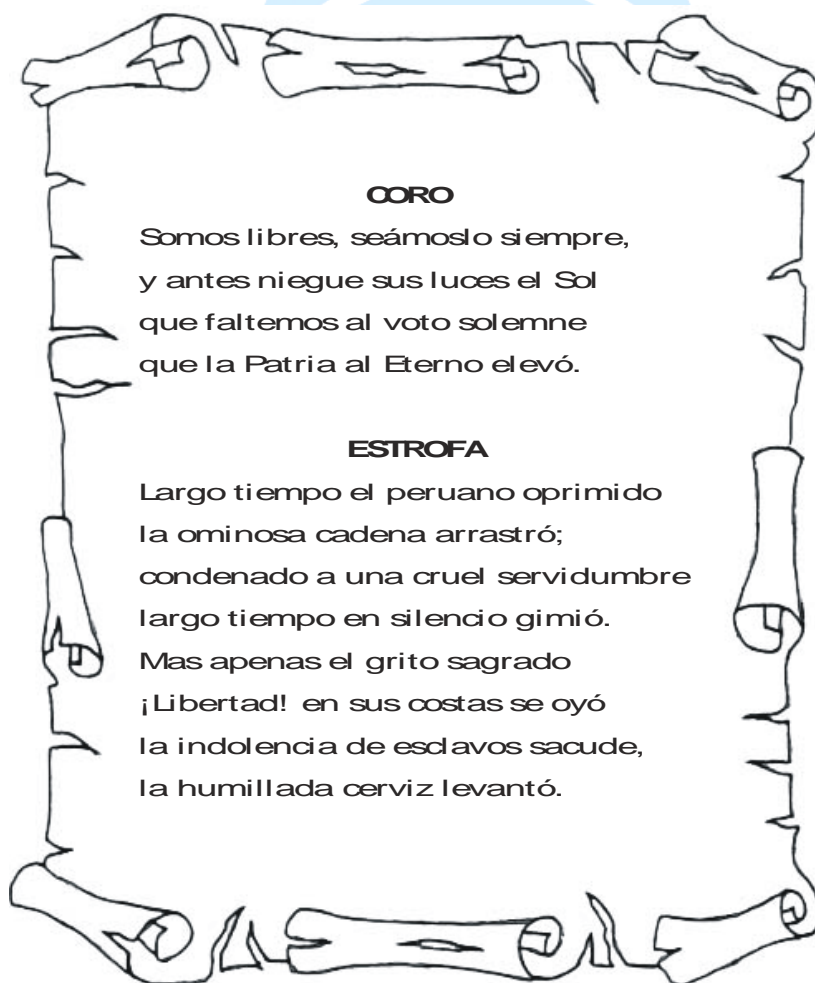 CORO
Somos libres, seámoslo siempre,
y antes niegue sus luces el Sol
que faltemos al voto solemne
que la Patria al Eterno elevó.
ESTROFA
Largo tiempo el peruano oprimido
la ominosa cadena arrastró;
condenado a una cruel servidumbre
largo tiempo en silencio gimió.
Mas apenas el grito sagrado
¡Libertad! en sus costas se oyó
la indolencia de esclavos sacude,
la humillada cerviz levantó.